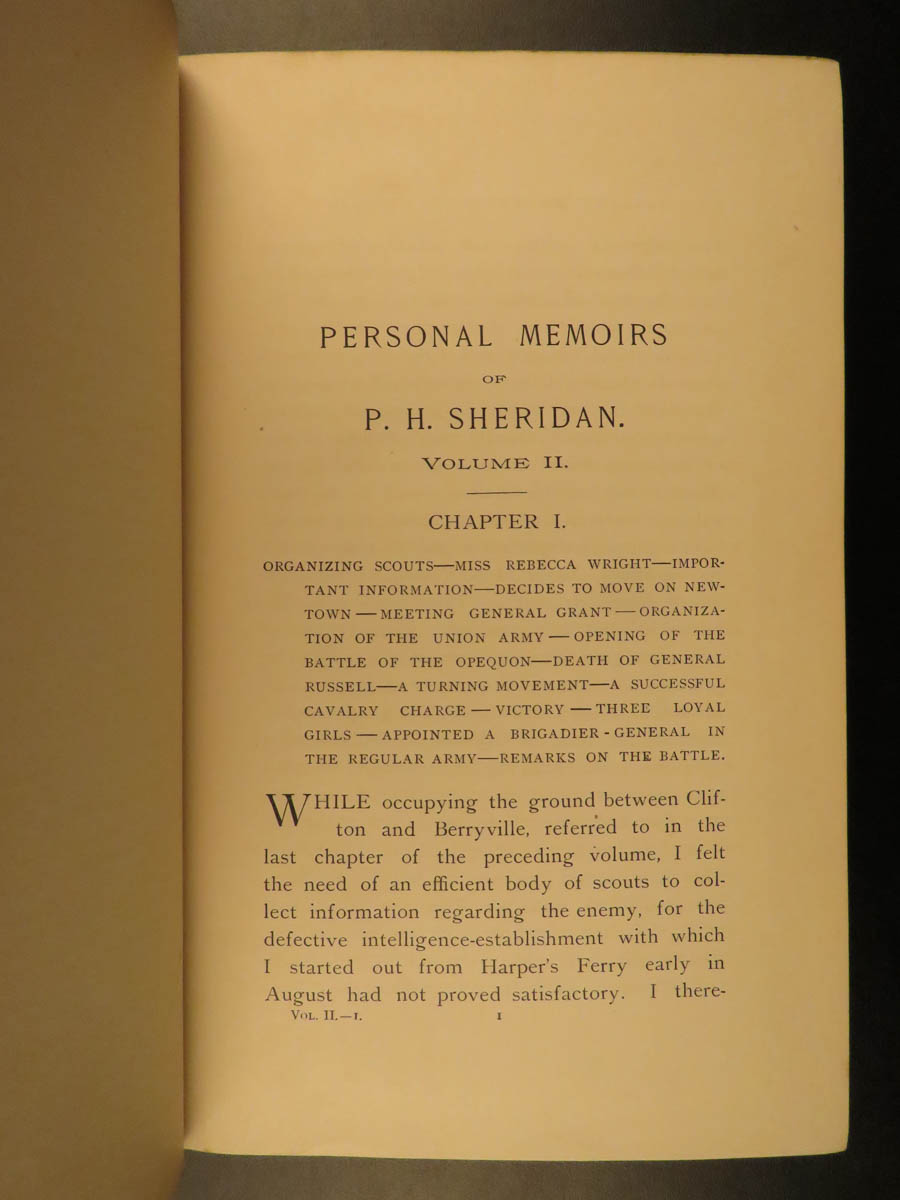 PERSONAL MEMOIRS
OF
P. H. SHERIDAN.
VOLUME II.
CHAPTER I.
ORGANIZING SCOUTS—MISS REBECCA WRIGHT—IMPOR-
TANT INFORMATION—DECIDES TO MOVE ON NEW-
TOWN — MEETING GENERAL GRANT — ORGANIZA-
TION OF THE UNION ARMY — OPENING OF THE
BATTLE OF THE OPEQUON—DEATH OF GENERAL
RUSSELL—A TURNING MOVEMENT—A SUCCESSFUL
CAVALRY CHARGE — VICTORY — THREE LOYAL
GIRLS — APPOINTED A BRIGADIER-GENERAL IN
THE REGULAR ARMY—REMARKS ON THE BATTLE.
WHILE occupying the ground between Clif-
ton and Berryville, referred to in the
last chapter of the preceding volume, I felt
the need of an efficient body of scouts to col-
lect information regarding the enemy, for the
defective intelligence-establishment with which
I started out from Harper's Ferry early in
August had not proved satisfactory. I there-
VOL. II.—1. 1